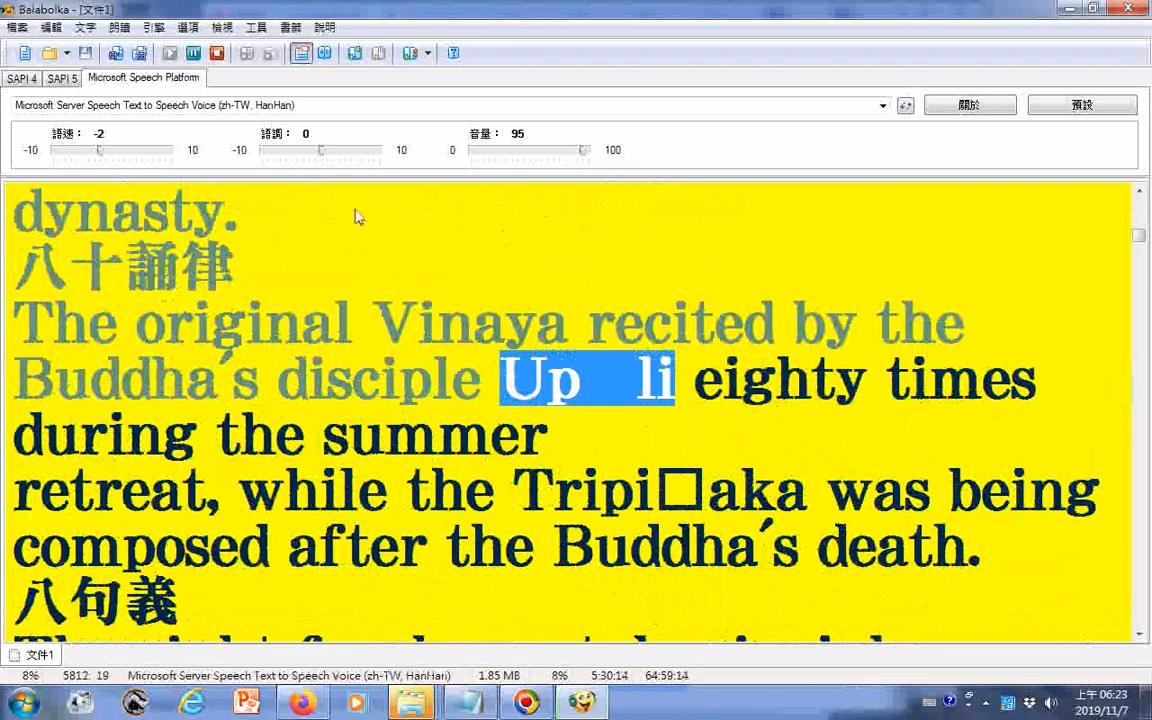 Balabolka - [文件1]
檔案 編輯 文字 朗讀 引擎 選項 檢視 工具 書籤 說明
SAPI 4 SAPI 5 Microsoft Speech Platform
Microsoft Server Speech Text to Speech Voice (zh-TW, HanHan) 關於 預設
語速： -2 語調： 0 音量： 95
-10 10 -10 10 0 100
dynasty.
八十誦律
The original Vinaya recited by the
Buddha's disciple Up li eighty times
during the summer
retreat, while the Tripi□aka was being
composed after the Buddha's death.
八句義
文件1
8% 5812: 19 Microsoft Server Speech Text to Speech Voice (zh-TW, HanHan) 1.85 MB 8% 5:30:14 64:59:14
上午 06:23
2019/11/7